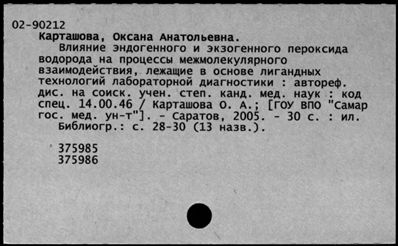 02-90212
Карташова, Оксана Анатольевна.
Влияние эндогенного и экзогенного пероксида
водорода на процессы межмолекулярного
взаимодействия, лежащие в основе лигандных
технологий лабораторной диагностики : автореф.
дис. на соиск. учен. степ. канд. мед. наук : код
спец. 14.00.46 / Карташова О. А.; [ГОУ ВПО "Самар
гос. мед. ун-т"]. - Саратов, 2005. - 30 с. : ил.
Библиогр.: с. 28-30 (13 назв.).
375985
375986